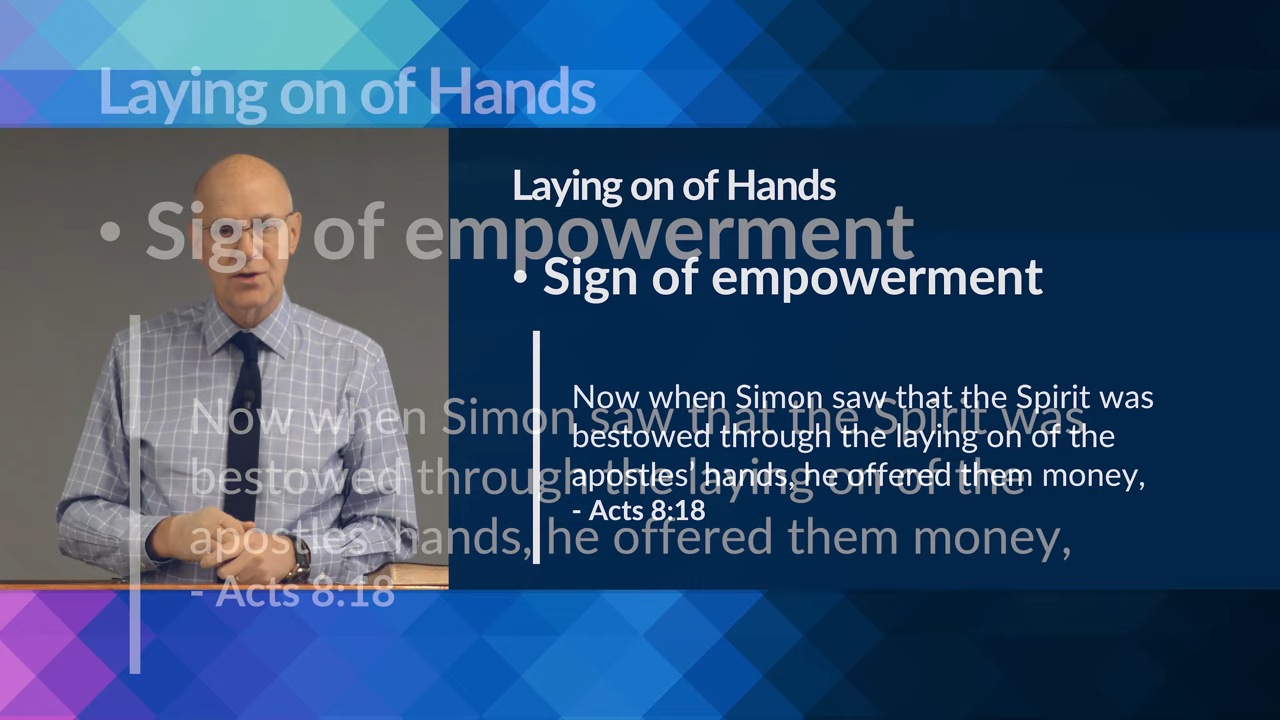 Laying on of Hands
• Sign of empowerment
Now when Simon saw that the Spirit was
bestowed through the laying on of the
apostles’ hands, he offered them money,
- Acts 8:18
Laying on of Hands
• Sign of empowerment
Now when Simon saw that the Spirit was
bestowed through the laying on of the
apostles’ hands, he offered them money,
- Acts 8:18